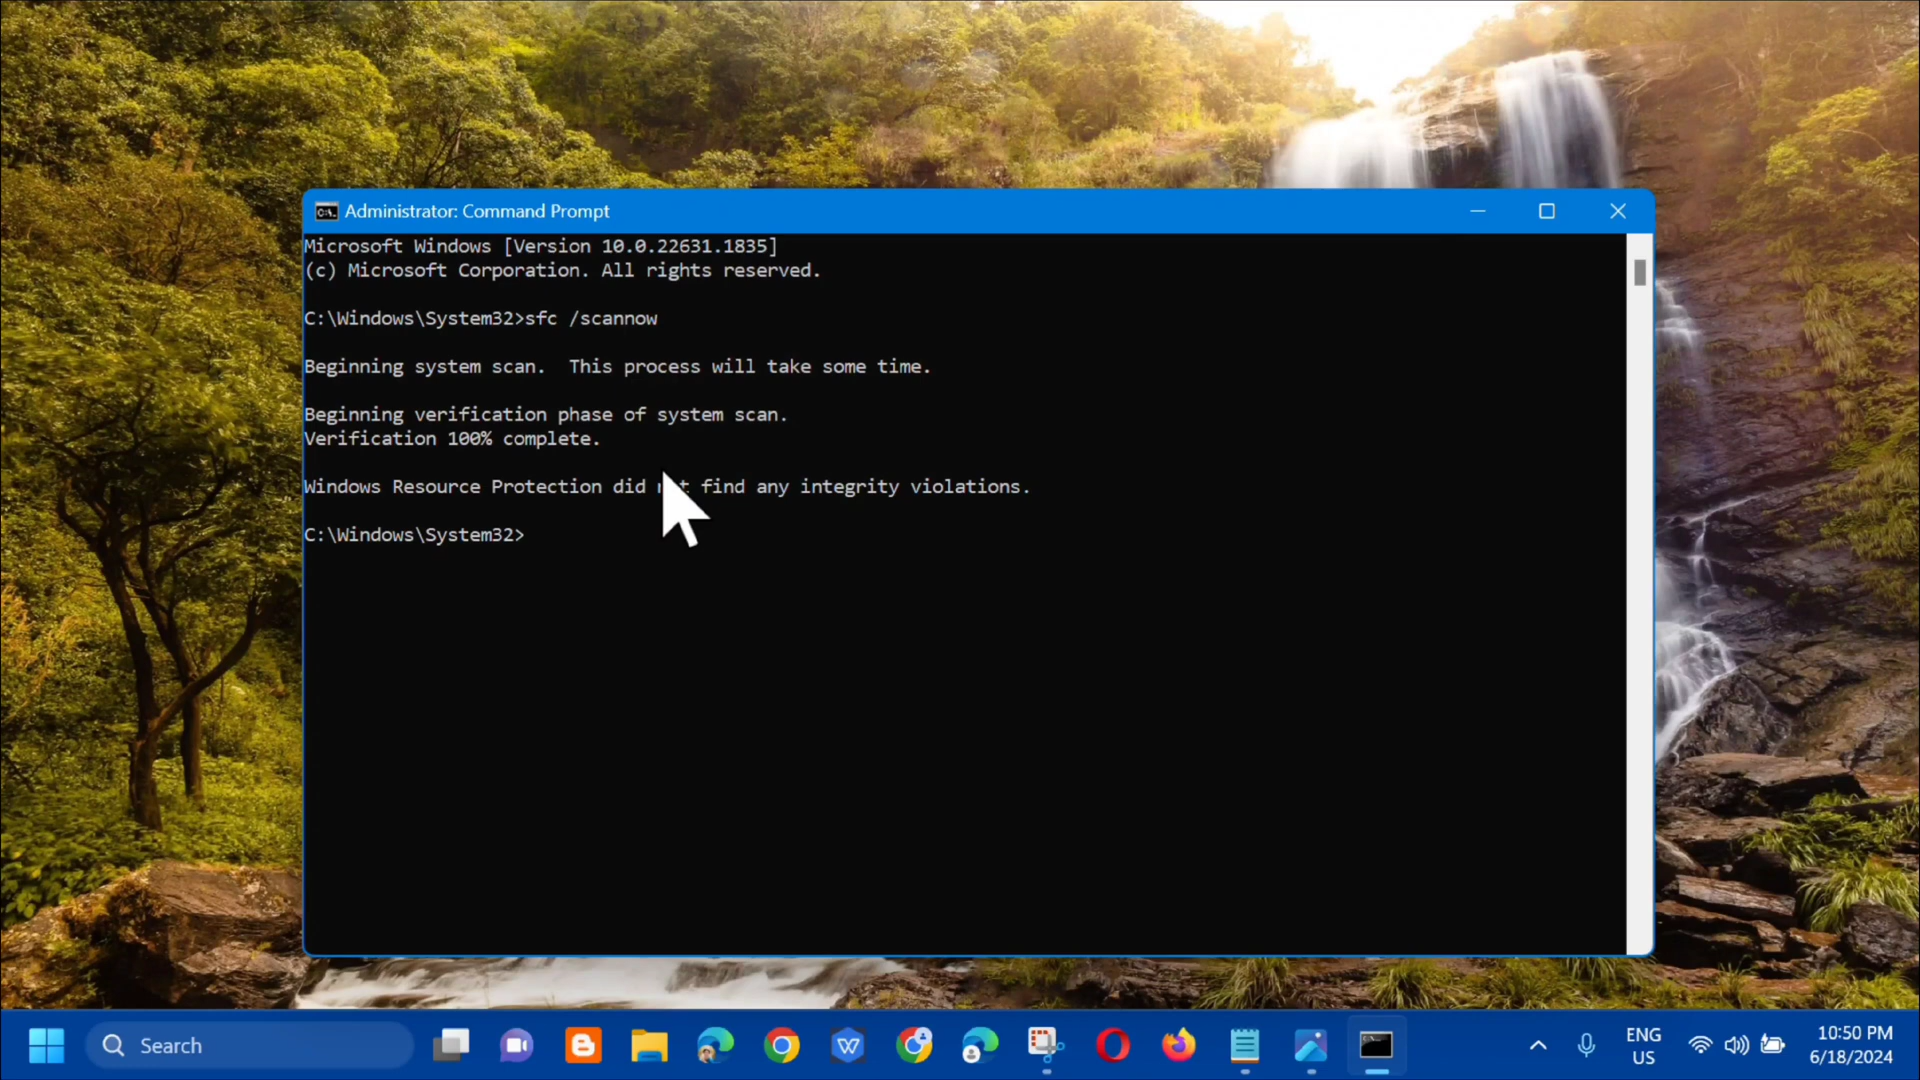 Administrator: Command Prompt
Microsoft Windows [Version 10.0.22631.1835]
(c) Microsoft Corporation. All rights reserved.
C:\Windows\System32>sfc /scannow
Beginning system scan.  This process will take some time.
Beginning verification phase of system scan.
Verification 100% complete.
Windows Resource Protection did not find any integrity violations.
C:\Windows\System32>
Search
ENG
US
10:50 PM
6/18/2024